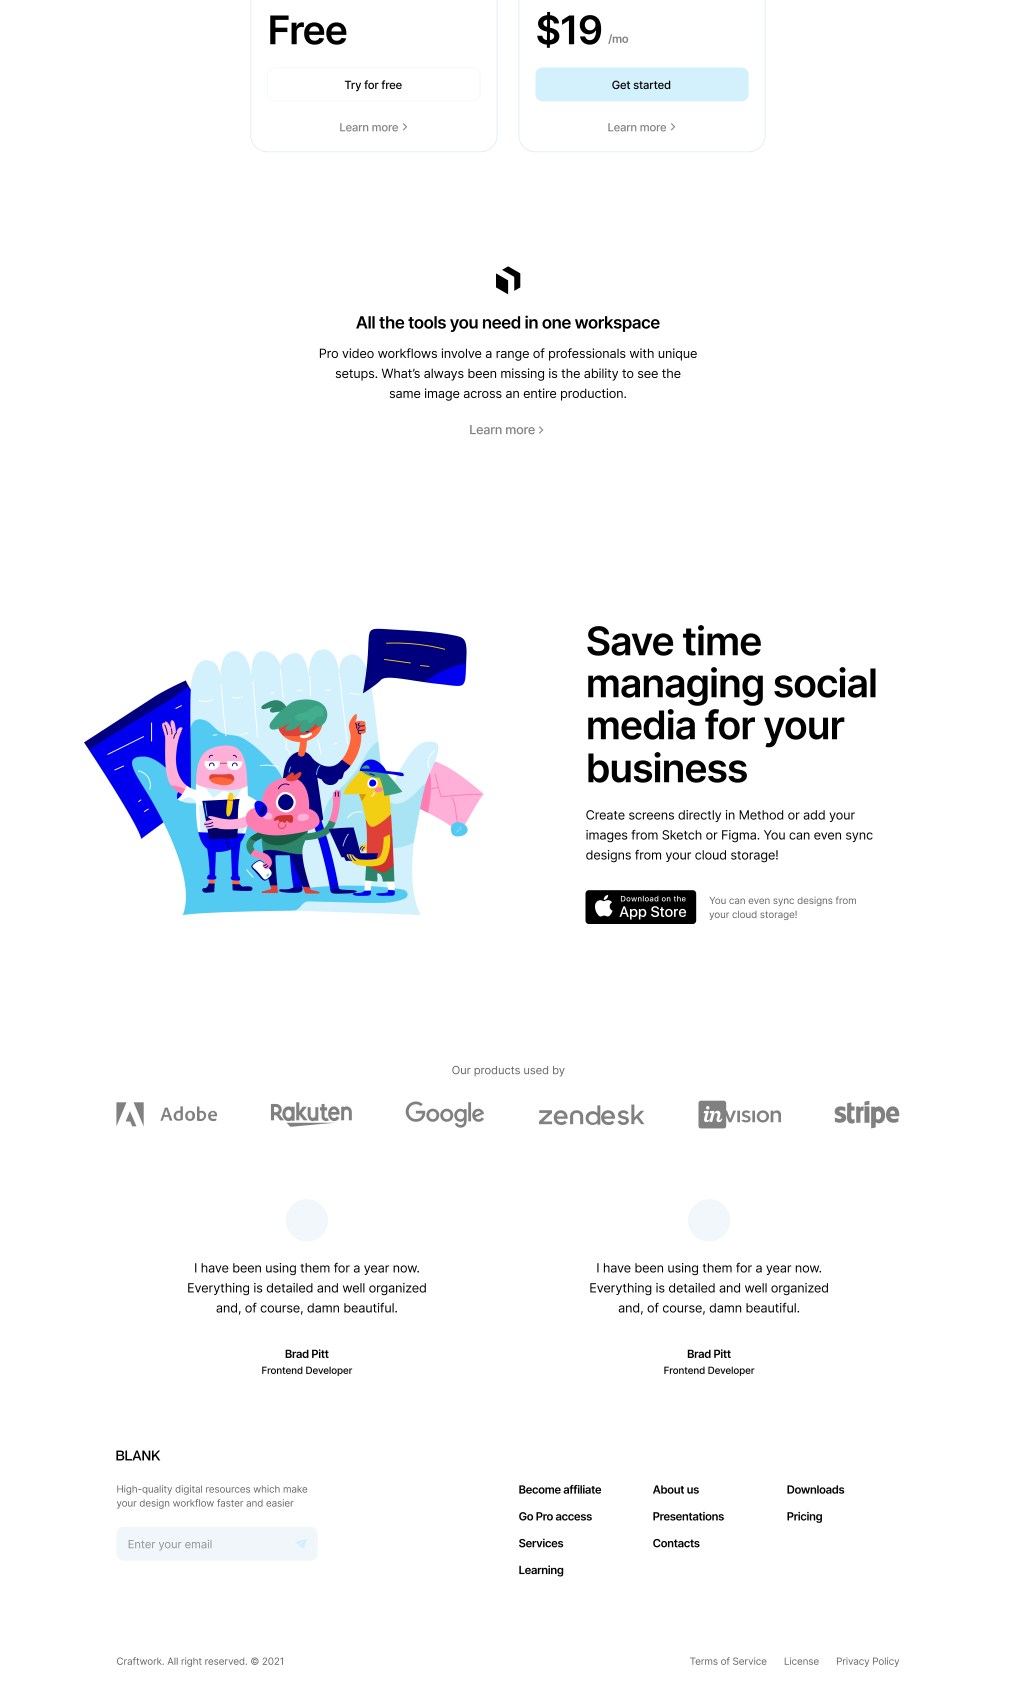 Free
$19 /mo
Try for free
Get started
Learn more
Learn more
All the tools you need in one workspace
Pro video workflows involve a range of professionals with unique
setups. What's always been missing is the ability to see the
same image across an entire production.
Learn more
Save time
managing social
media for your
business
Create screens directly in Method or add your
images from Sketch or Figma. You can even sync
designs from your cloud storage!
Download on the
App Store
You can even sync designs from
your cloud storage!
Our products used by
Adobe
Rakuten
Google
zendesk
invision
stripe
I have been using them for a year now.
Everything is detailed and well organized
and, of course, damn beautiful.
Brad Pitt
Frontend Developer
I have been using them for a year now.
Everything is detailed and well organized
and, of course, damn beautiful.
Brad Pitt
Frontend Developer
BLANK
High-quality digital resources which make
your design workflow faster and easier
Enter your email
Become affiliate
Go Pro access
Services
Learning
About us
Presentations
Contacts
Downloads
Pricing
Craftwork. All right reserved. © 2021
Terms of Service
License
Privacy Policy